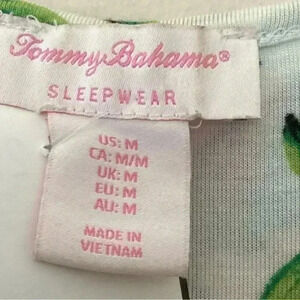 Tommy Bahama®
SLEEPWEAR
US: M
CA: M/M
UK: M
EU: M
AU: M
MADE IN
VIETNAM